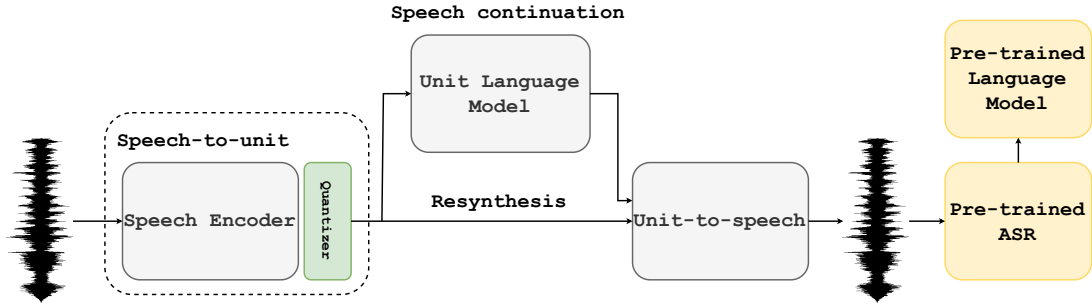 Speech continuation
Unit Language
Model
Pre-trained
Language
Model
Speech-to-unit
Speech Encoder
Quantizer
Resynthesis
Unit-to-speech
Pre-trained
ASR